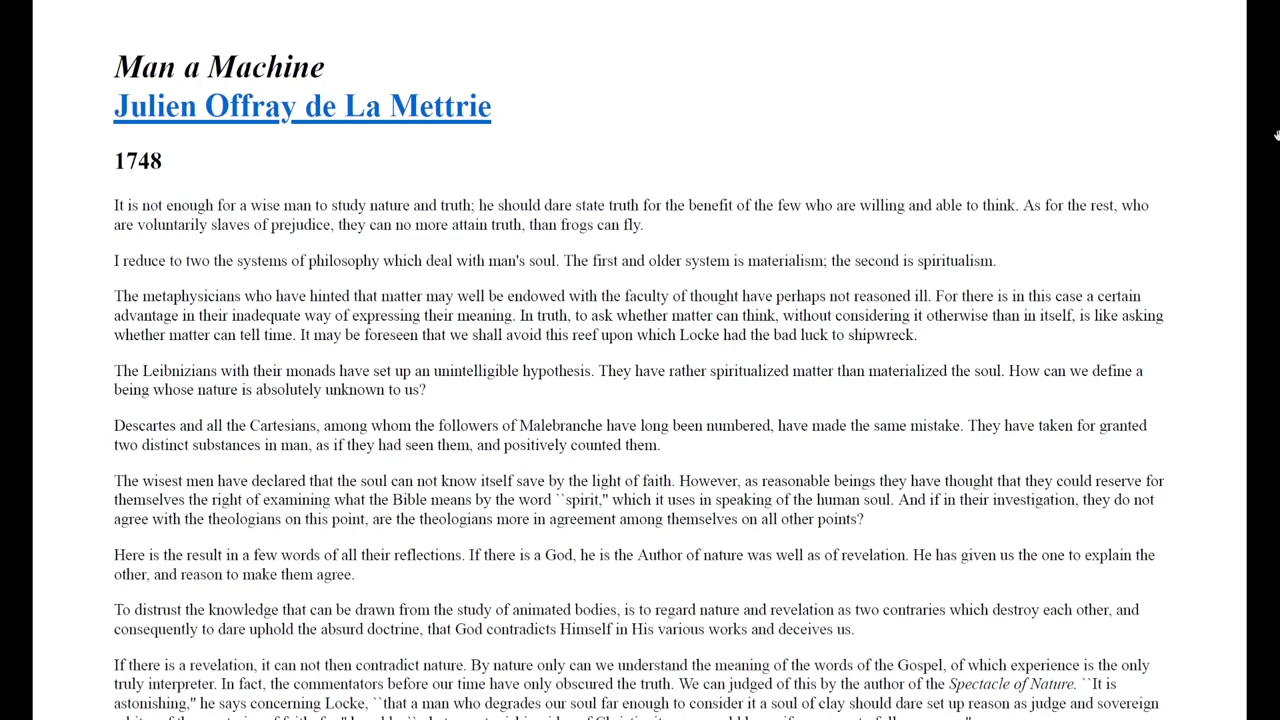 Man a Machine
Julien Offray de La Mettrie
1748
It is not enough for a wise man to study nature and truth; he should dare state truth for the benefit of the few who are willing and able to think. As for the rest, who
are voluntarily slaves of prejudice, they can no more attain truth, than frogs can fly.
I reduce to two the systems of philosophy which deal with man's soul. The first and older system is materialism; the second is spiritualism.
The metaphysicians who have hinted that matter may well be endowed with the faculty of thought have perhaps not reasoned ill. For there is in this case a certain
advantage in their inadequate way of expressing their meaning. In truth, to ask whether matter can think, without considering it otherwise than in itself, is like asking
whether matter can tell time. It may be foreseen that we shall avoid this reef upon which Locke had the bad luck to shipwreck.
The Leibnizians with their monads have set up an unintelligible hypothesis. They have rather spiritualized matter than materialized the soul. How can we define a
being whose nature is absolutely unknown to us?
Descartes and all the Cartesians, among whom the followers of Malebranche have long been numbered, have made the same mistake. They have taken for granted
two distinct substances in man, as if they had seen them, and positively counted them.
The wisest men have declared that the soul can not know itself save by the light of faith. However, as reasonable beings they have thought that they could reserve for
themselves the right of examining what the Bible means by the word ``spirit,'' which it uses in speaking of the human soul. And if in their investigation, they do not
agree with the theologians on this point, are the theologians more in agreement among themselves on all other points?
Here is the result in a few words of all their reflections. If there is a God, he is the Author of nature was well as of revelation. He has given us the one to explain the
other, and reason to make them agree.
To distrust the knowledge that can be drawn from the study of animated bodies, is to regard nature and revelation as two contraries which destroy each other, and
consequently to dare uphold the absurd doctrine, that God contradicts Himself in His various works and deceives us.
If there is a revelation, it can not then contradict nature. By nature only can we understand the meaning of the words of the Gospel, of which experience is the only
truly interpreter. In fact, the commentators before our time have only obscured the truth. We can judged of this by the author of the Spectacle of Nature. ``It is
astonishing,'' he says concerning Locke, ``that a man who degrades our soul far enough to consider it a soul of clay should dare set up reason as judge and sovereign